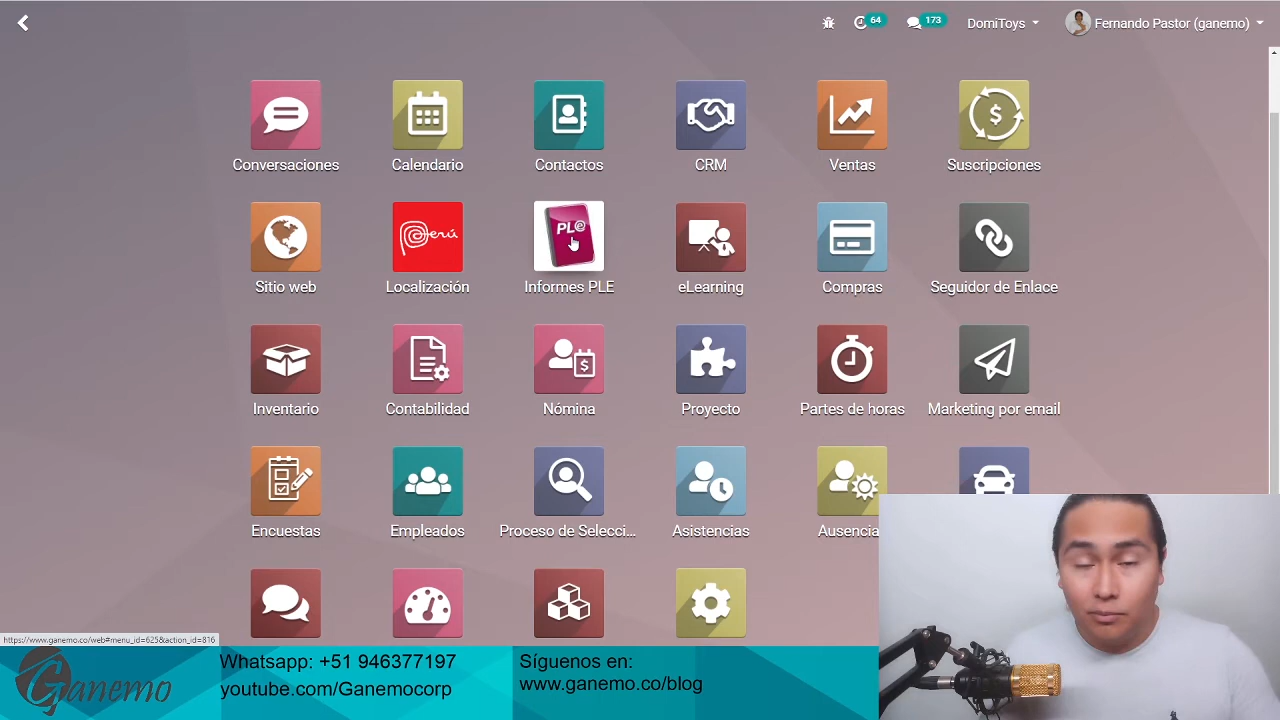 64
173
DomiToys
Fernando Pastor (ganemo)
Conversaciones
Calendario
Contactos
CRM
Ventas
Suscripciones
Perú
PLe
Sitio web
Localización
Informes PLE
eLearning
Compras
Seguidor de Enlace
Inventario
Contabilidad
Nómina
Proyecto
Partes de horas
Marketing por email
Encuestas
Empleados
Proceso de Selecci...
Asistencias
Ausencia
https://www.ganemo.co/web#menu_id=625&action_id=816
Ganemo
Whatsapp: +51 946377197
youtube.com/Ganemocorp
Síguenos en:
www.ganemo.co/blog